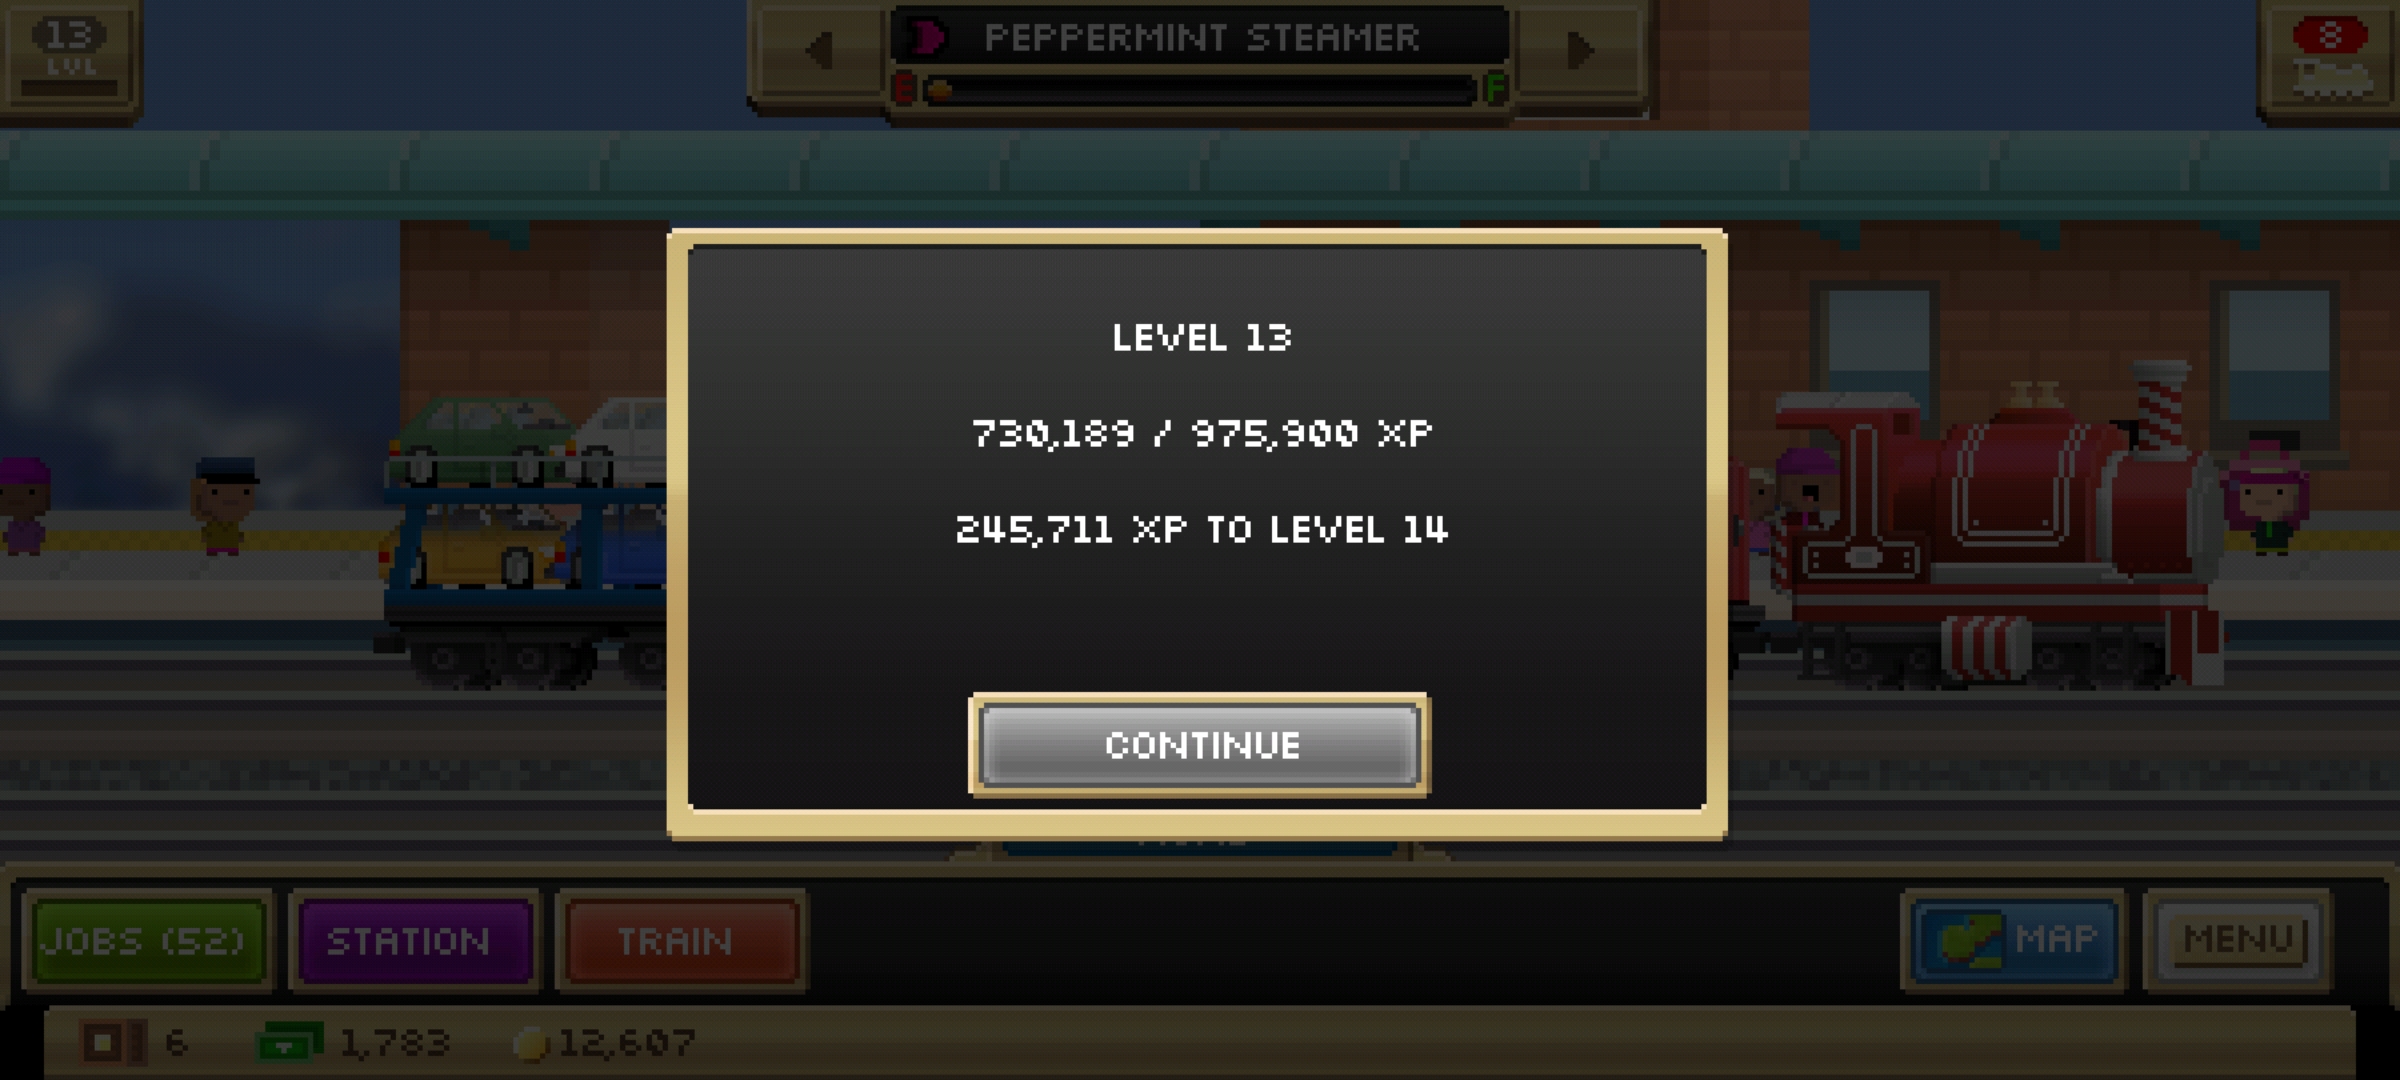 13
LVL
PEPPERMINT STEAMER
E
F
8
LEVEL 13
730,189 / 975,900 XP
245,711 XP TO LEVEL 14
CONTINUE
JOBS (52)
STATION
TRAIN
MAP
MENU
6
1,783
12,607